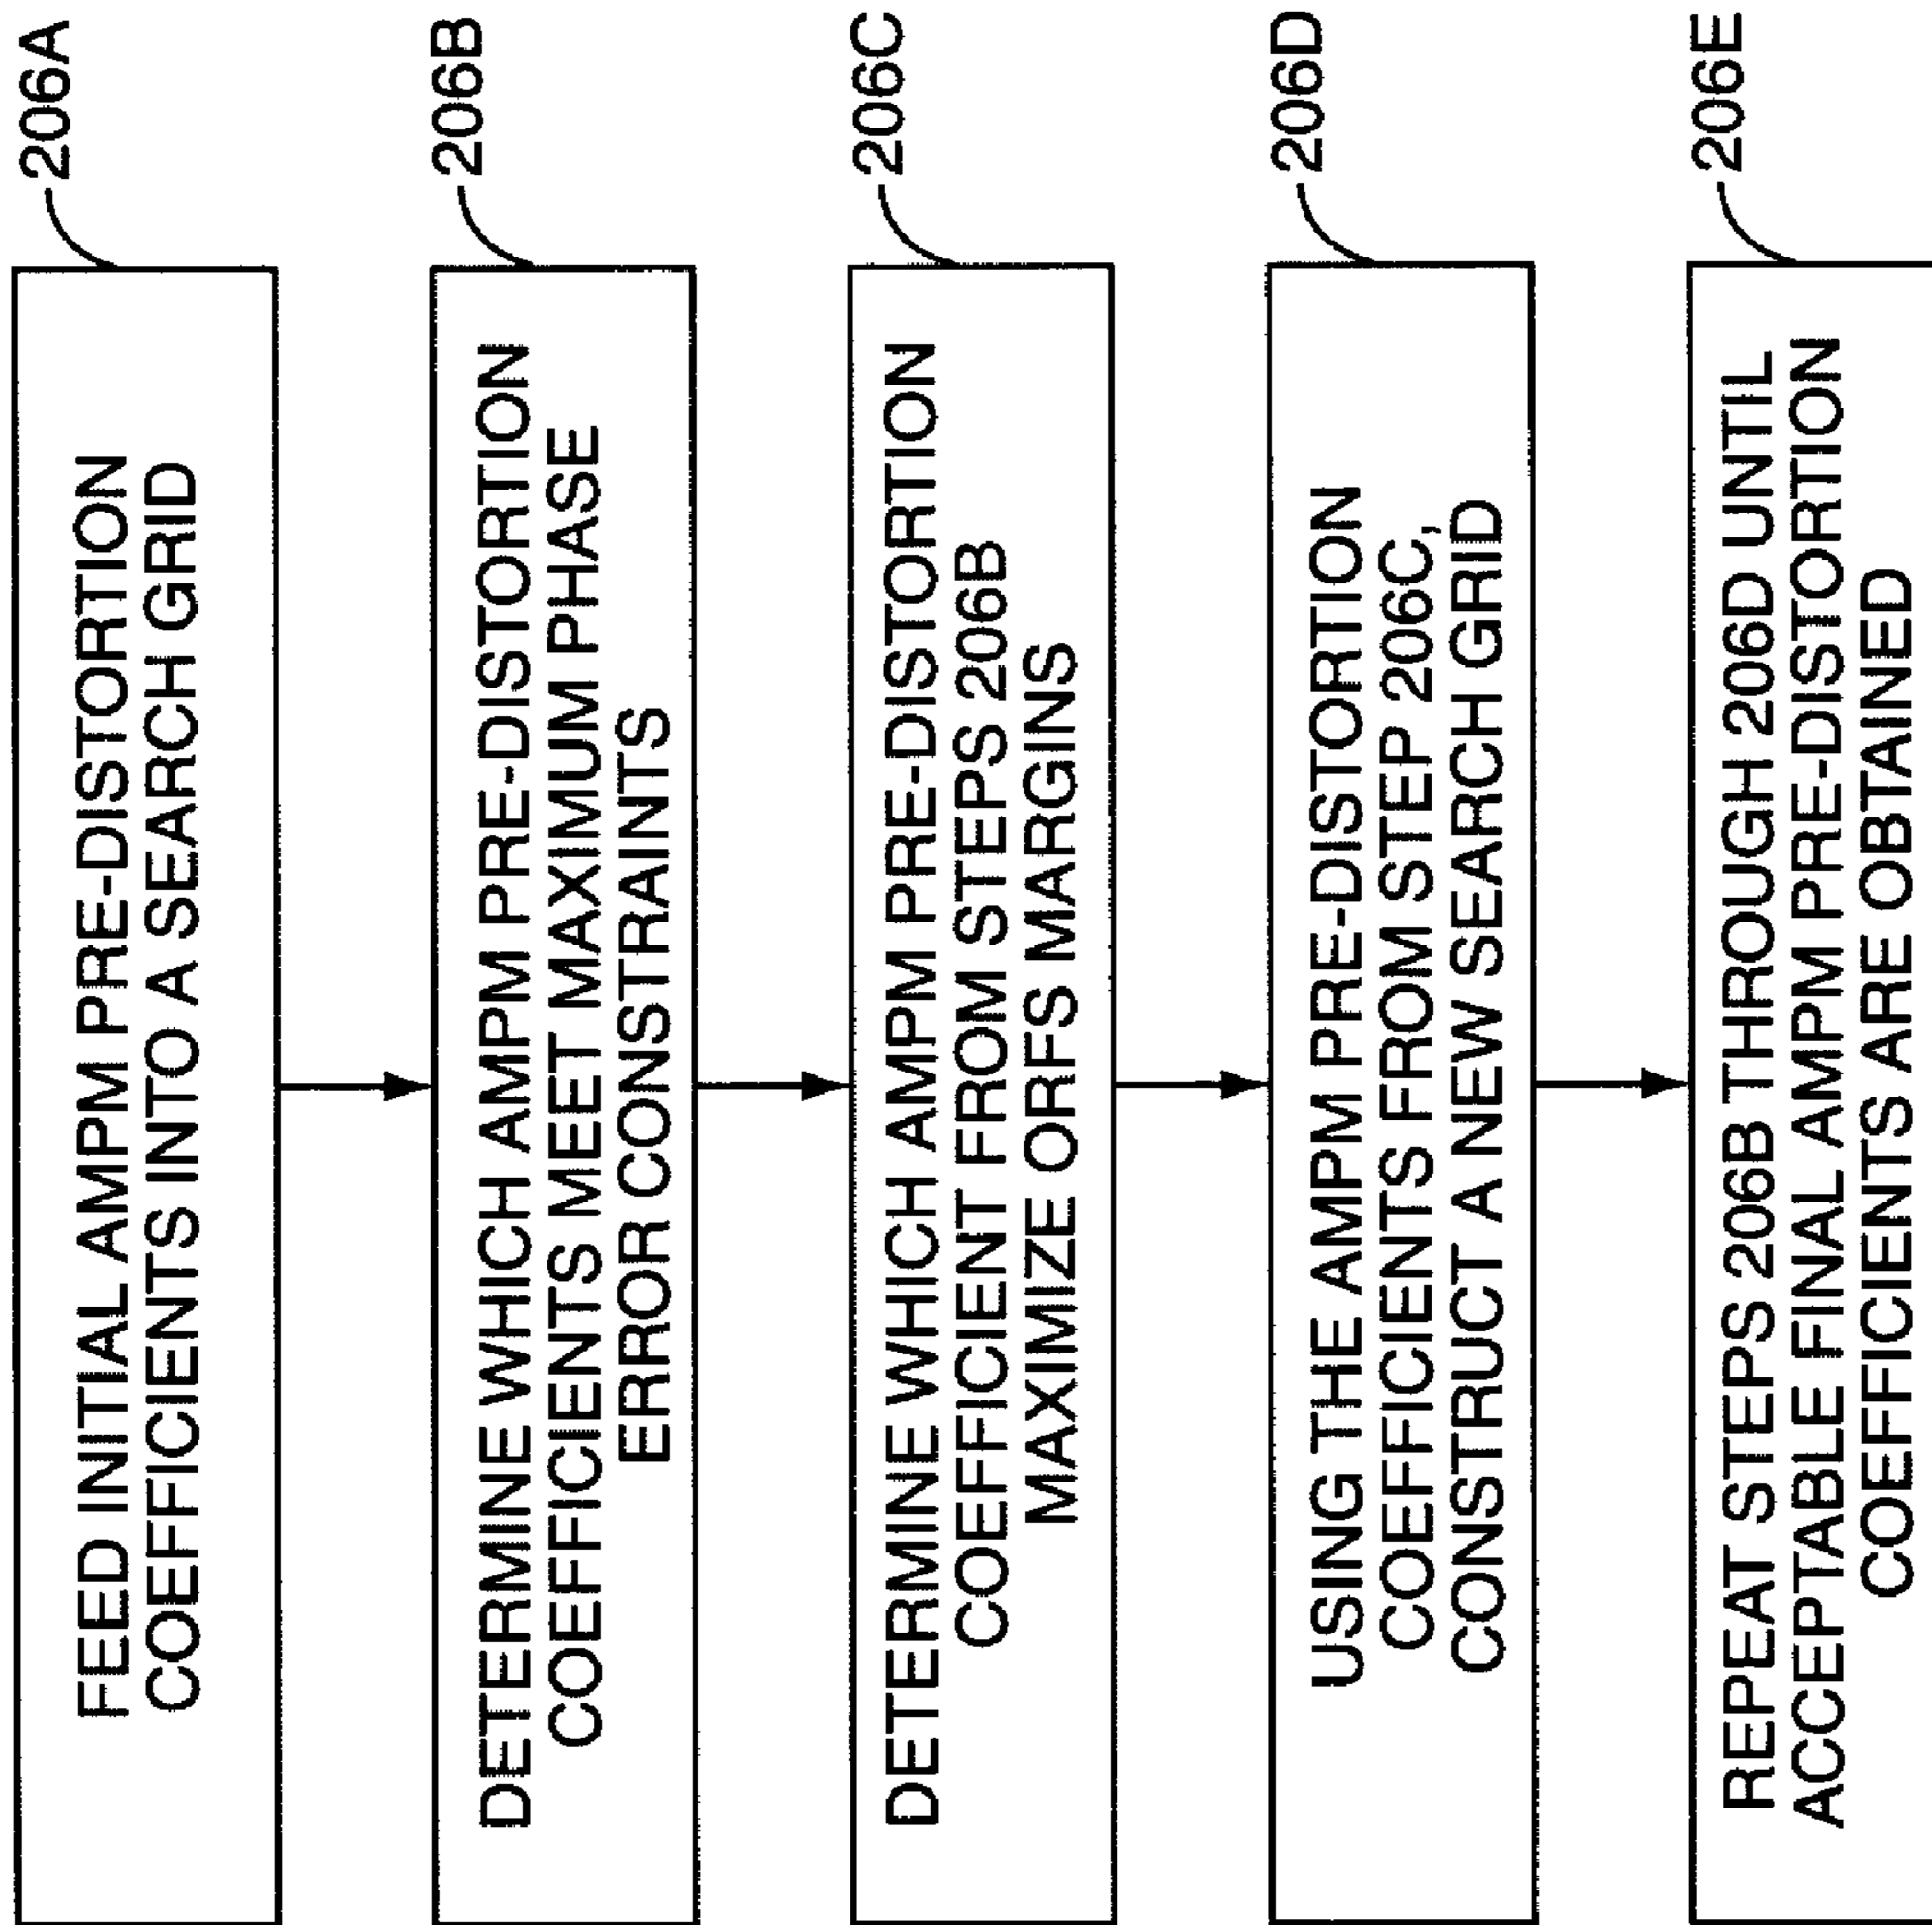 206A
FEED INITIAL AMPM PRE-DISTORTION
COEFFICIENTS INTO A SEARCH GRID
206B
DETERMINE WHICH AMPM PRE-DISTORTION
COEFFICIENTS MEET MAXIMUM PHASE
ERROR CONSTRAINTS
206C
DETERMINE WHICH AMPM PRE-DISTORTION
COEFFICIENT FROM STEPS 206B
MAXIMIZE ORFS MARGINS
206D
USING THE AMPM PRE-DISTORTION
COEFFICIENTS FROM STEP 206C,
CONSTRUCT A NEW SEARCH GRID
206E
REPEAT STEPS 206B THROUGH 206D UNTIL
ACCEPTABLE FINAL AMPM PRE-DISTORTION
COEFFICIENTS ARE OBTAINED